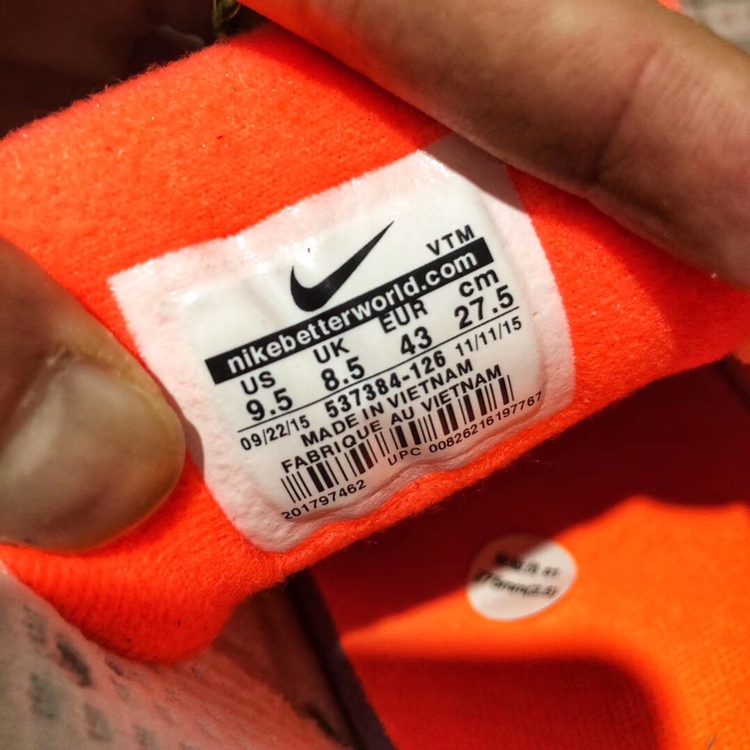 VTM
nikebetterworld.com
US UK EUR cm
9.5 8.5 43 27.5
09/22/15 537384-126 11/11/15
MADE IN VIETNAM
FABRIQUE AU VIETNAM
201797462 UPC 00826216197767